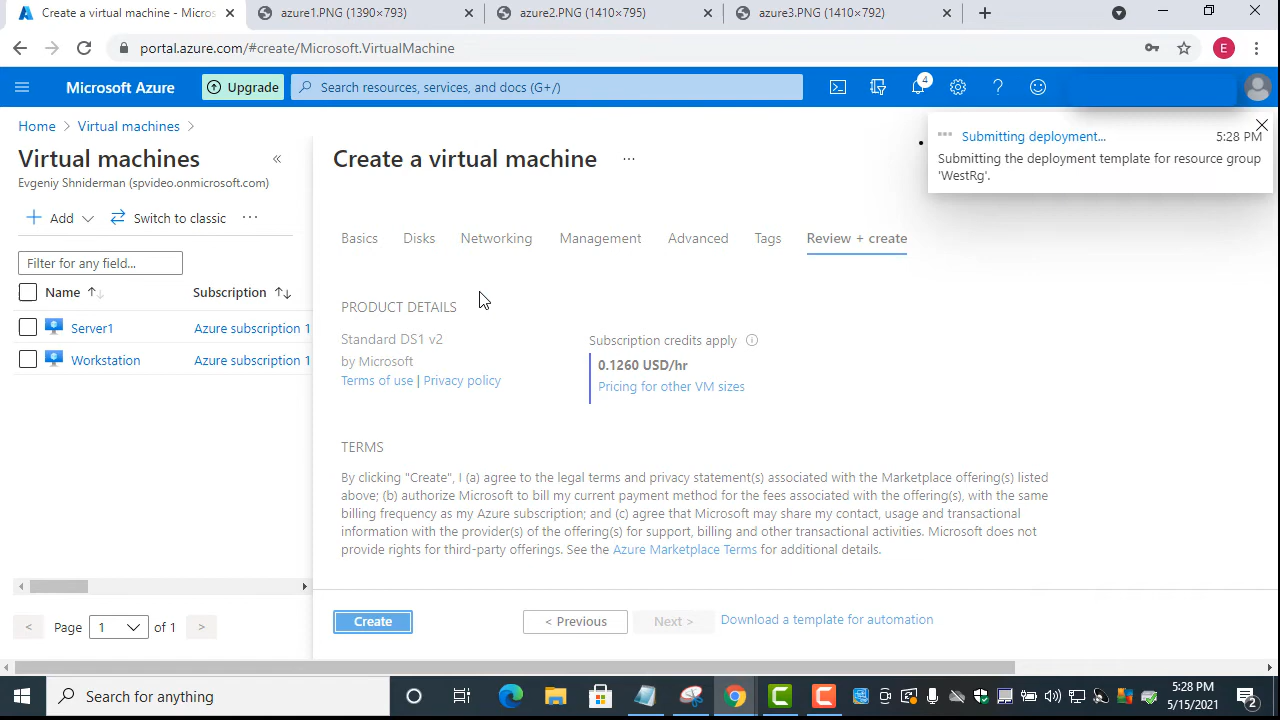 Create a virtual machine - Micros
azure1.PNG (1390×793)
azure2.PNG (1410×795)
azure3.PNG (1410×792)
portal.azure.com/#create/Microsoft.VirtualMachine
E
Microsoft Azure
Upgrade
Search resources, services, and docs (G+/)
4
Home > Virtual machines >
Submitting deployment...
5:28 PM
Submitting the deployment template for resource group
'WestRg'.
Virtual machines
Evgeniy Shniderman (spvideo.onmicrosoft.com)
Add
Switch to classic
Filter for any field...
Name
Subscription
Server1
Azure subscription 1
Workstation
Azure subscription 1
< Page 1 of 1 >
Create a virtual machine
Basics
Disks
Networking
Management
Advanced
Tags
Review + create
PRODUCT DETAILS
Standard DS1 v2
by Microsoft
Terms of use | Privacy policy
Subscription credits apply
0.1260 USD/hr
Pricing for other VM sizes
TERMS
By clicking "Create", I (a) agree to the legal terms and privacy statement(s) associated with the Marketplace offering(s) listed
above; (b) authorize Microsoft to bill my current payment method for the fees associated with the offering(s), with the same
billing frequency as my Azure subscription; and (c) agree that Microsoft may share my contact, usage and transactional
information with the provider(s) of the offering(s) for support, billing and other transactional activities. Microsoft does not
provide rights for third-party offerings. See the Azure Marketplace Terms for additional details.
Create
< Previous
Next >
Download a template for automation
Search for anything
5:28 PM
5/15/2021
2